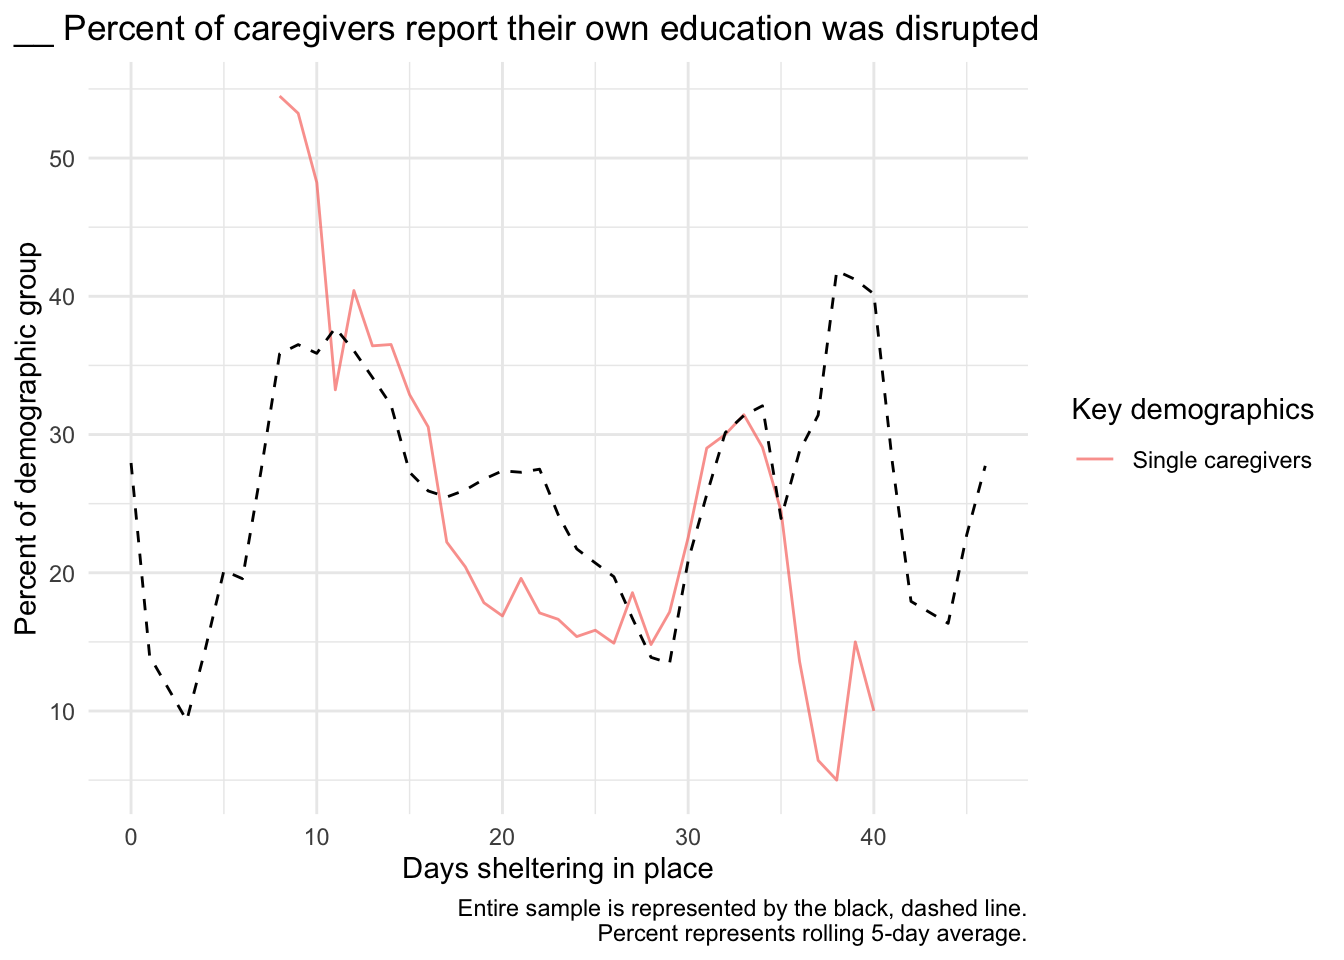 __ Percent of caregivers report their own education was disrupted
Percent of demographic group
50
40
30
20
10
0 10 20 30 40
Days sheltering in place
Key demographics
Single caregivers
Entire sample is represented by the black, dashed line.
Percent represents rolling 5-day average.